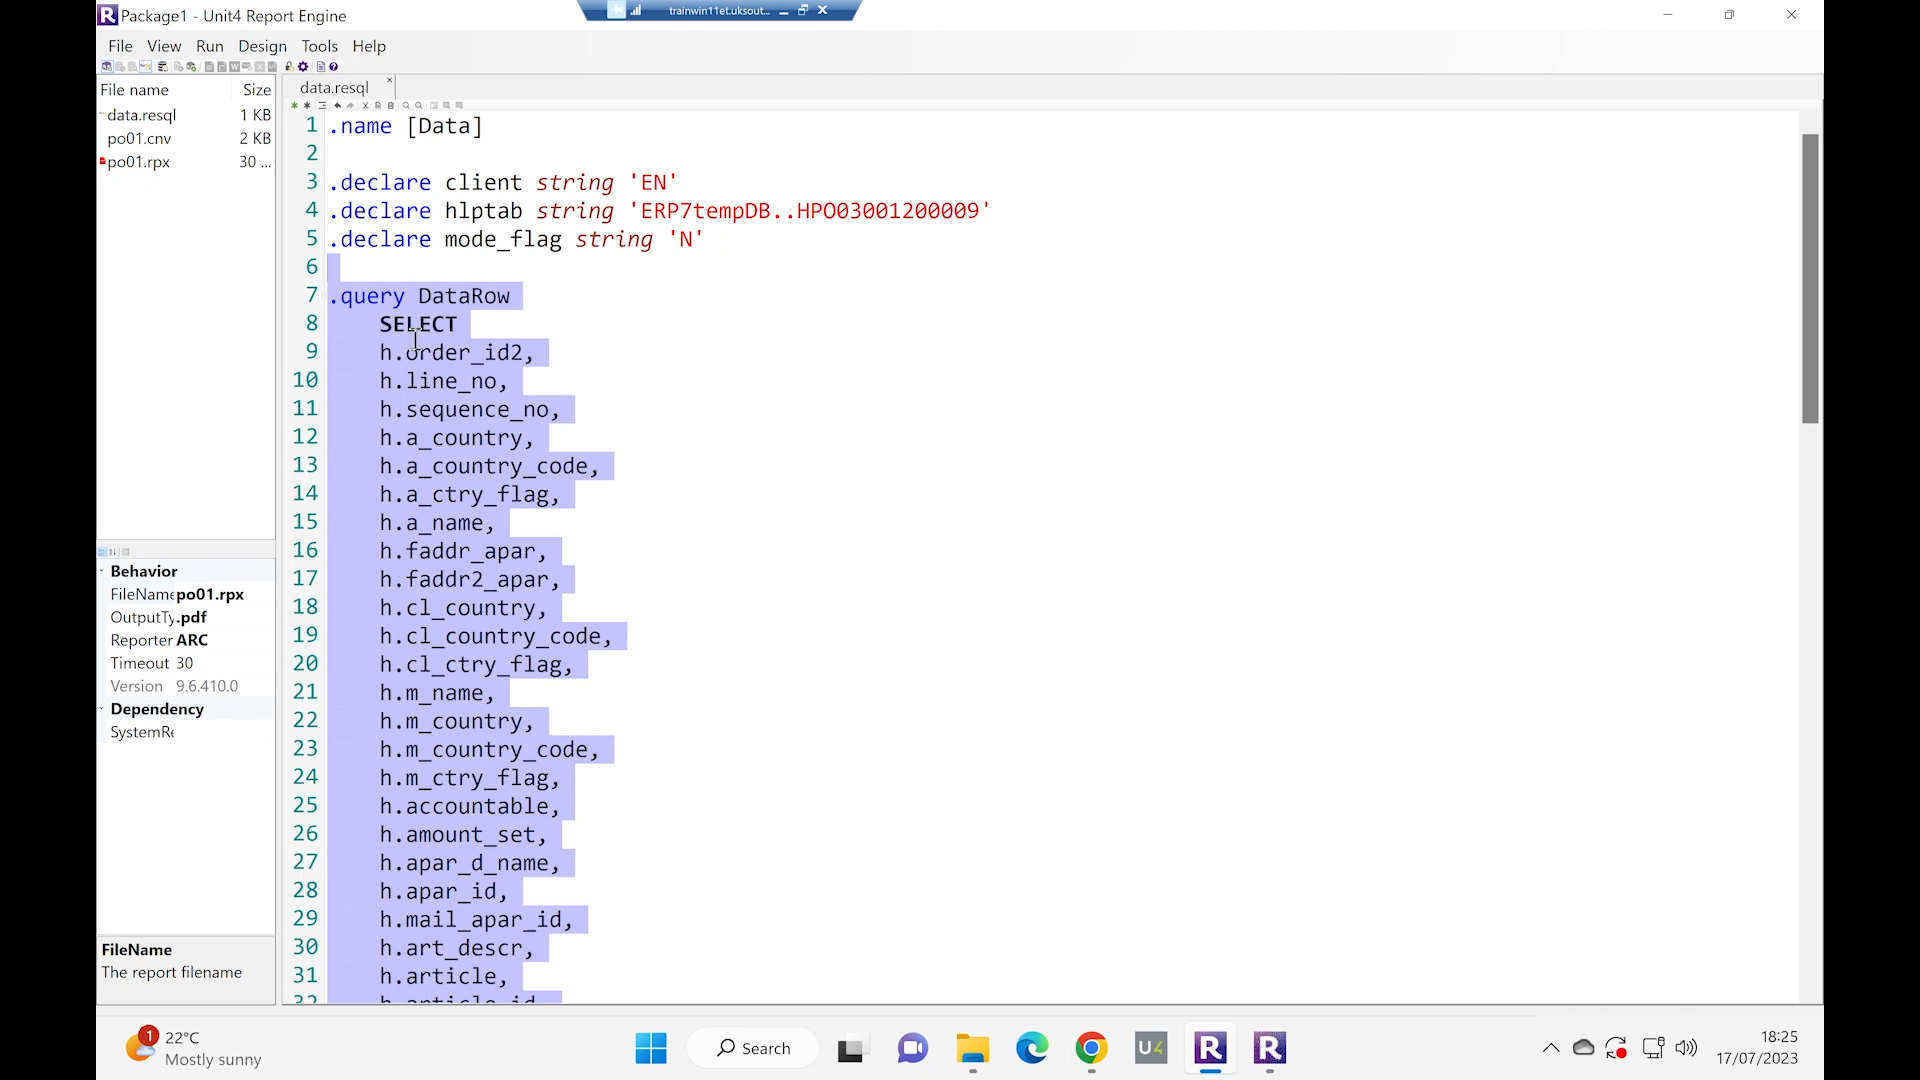 Package1 - Unit4 Report Engine
trainwin11et.uksout...
File View Run Design Tools Help
File name Size
data.resql 1 KB
po01.cnv 2 KB
po01.rpx 30 ...
data.resql
1 .name [Data]
2
3 .declare client string 'EN'
4 .declare hlptab string 'ERP7tempDB..HPO03001200009'
5 .declare mode_flag string 'N'
6
7 .query DataRow
8 SELECT
9 h.order_id2,
10 h.line_no,
11 h.sequence_no,
12 h.a_country,
13 h.a_country_code,
14 h.a_ctry_flag,
15 h.a_name,
16 h.faddr_apar,
17 h.faddr2_apar,
18 h.cl_country,
19 h.cl_country_code,
20 h.cl_ctry_flag,
21 h.m_name,
22 h.m_country,
23 h.m_country_code,
24 h.m_ctry_flag,
25 h.accountable,
26 h.amount_set,
27 h.apar_d_name,
28 h.apar_id,
29 h.mail_apar_id,
30 h.art_descr,
31 h.article,
32 h.article_id
Behavior
FileName po01.rpx
OutputTy .pdf
Reporter ARC
Timeout 30
Version 9.6.410.0
Dependency
SystemRe
FileName
The report filename
1
22°C
Mostly sunny
Search
U4
18:25
17/07/2023